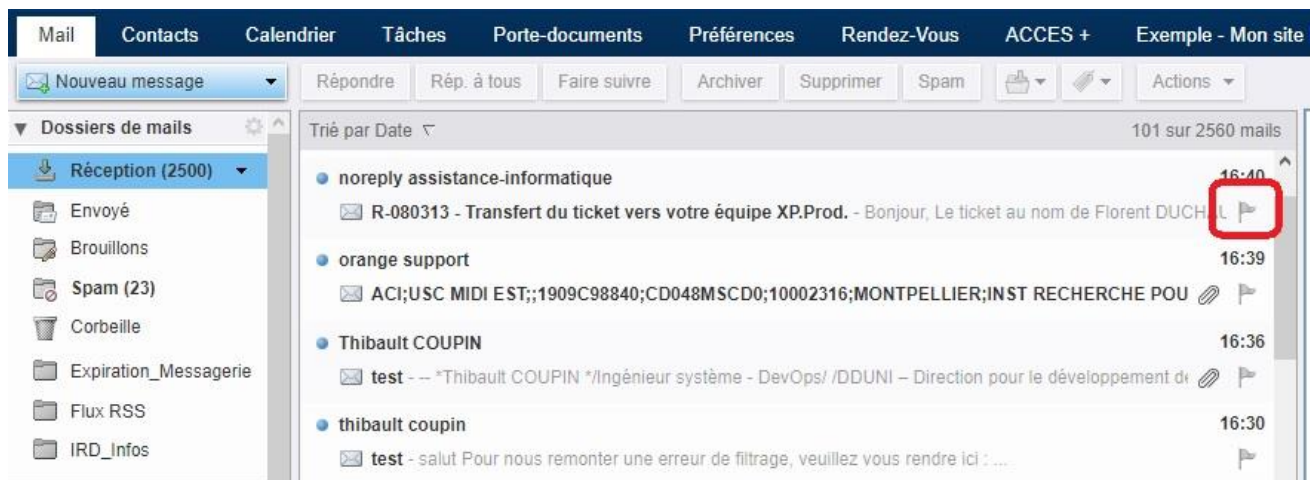 Mail Contacts Calendrier Tâches Porte-documents Préférences Rendez-Vous ACCES + Exemple - Mon site
Nouveau message Répondre Rép. à tous Faire suivre Archiver Supprimer Spam Actions
Dossiers de mails
Réception (2500)
Envoyé
Brouillons
Spam (23)
Corbeille
Expiration_Messagerie
Flux RSS
IRD_Infos
Trié par Date 101 sur 2560 mails
noreply assistance-informatique 16:40
R-080313 - Transfert du ticket vers votre équipe XP.Prod. - Bonjour, Le ticket au nom de Florent
orange support 16:39
ACI;USC MIDI EST;;1909C98840;CD048MSCD0;10002316;MONTPELLIER;INST RECHERCHE POU
Thibault COUPIN 16:36
test - -- *Thibault COUPIN */Ingénieur système - DevOps/ /DDUNI – Direction pour le développement
thibault coupin 16:30
test - salut Pour nous remonter une erreur de filtrage, veuillez vous rendre ici : ...